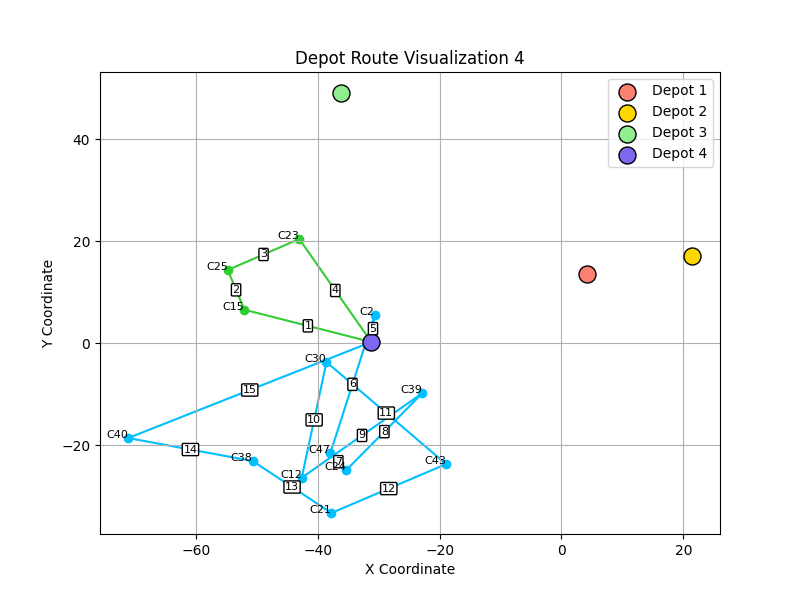 Depot Route Visualization 4
Depot 1
Depot 2
Depot 3
Depot 4
Y Coordinate
40
20
0
−20
C23
3
C25
2
4
C15
C2
1
5
C30
6
C39
15
11
10
8
9
C40
14
C38
C47
7
C24
C43
C12
13
12
C21
−60
−40
−20
0
20
X Coordinate